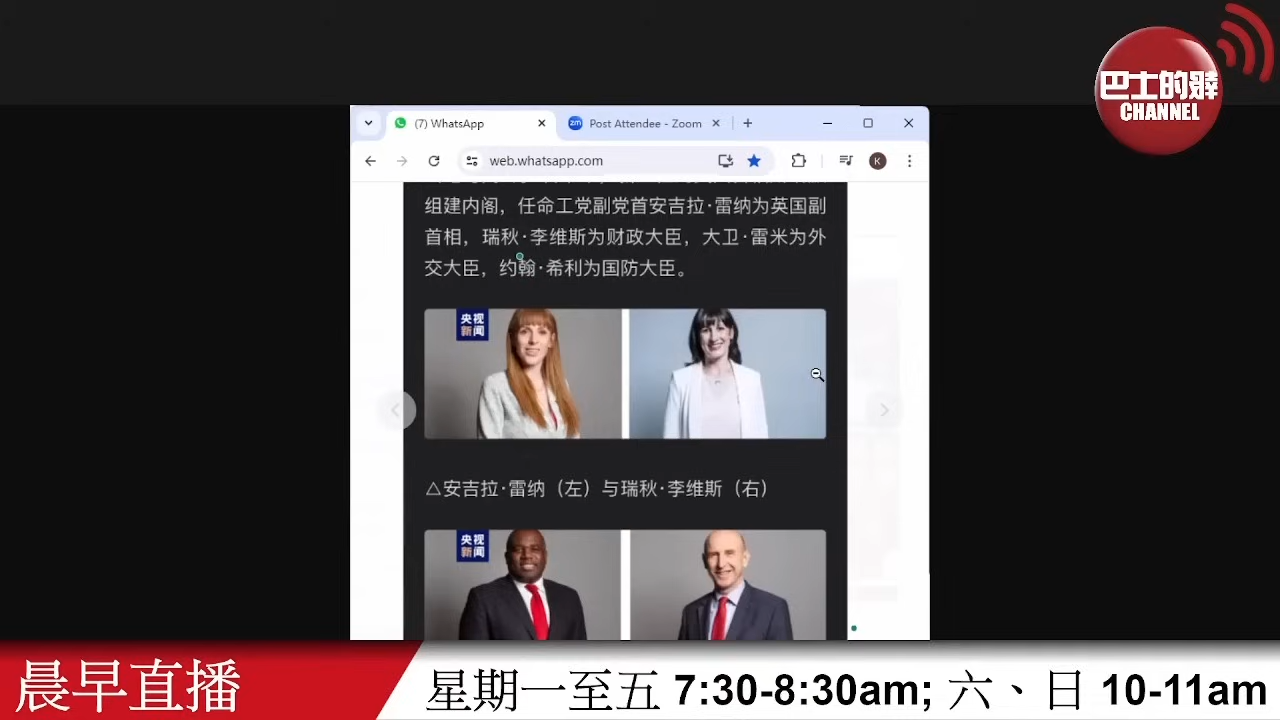 巴士的報
CHANNEL
(7) WhatsApp
Post Attendee - Zoom
web.whatsapp.com
K
组建内阁，任命工党副党首安吉拉·雷纳为英国副
首相，瑞秋·李维斯为财政大臣，大卫·雷米为外
交大臣，约翰·希利为国防大臣。
央视
新闻
△安吉拉·雷纳（左）与瑞秋·李维斯（右）
央视
新闻
晨早直播
星期一至五 7:30-8:30am; 六、日 10-11am